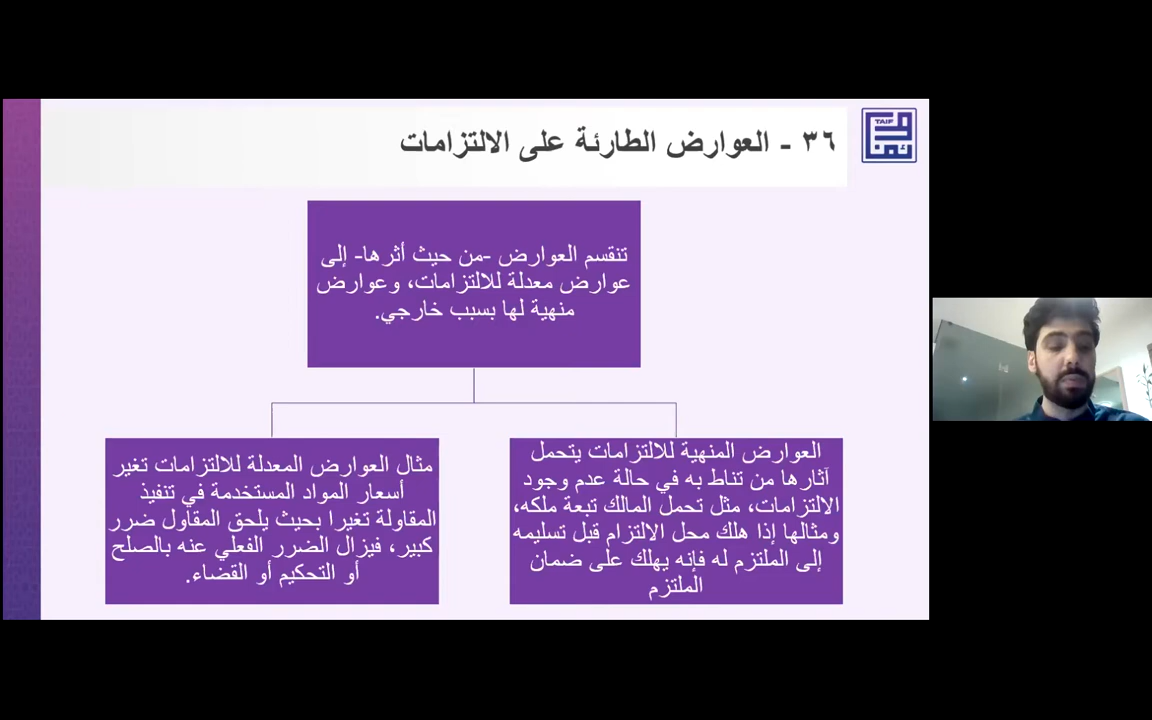 ٣٦ - العوارض الطارئة على الالتزامات
TAIF
تنقسم العوارض -من حيث أثرها- إلى
عوارض معدلة للالتزامات، وعوارض
منهية لها بسبب خارجي.
العوارض المنهية للالتزامات يتحمل
آثارها من تناط به في حالة عدم وجود
الالتزامات، مثل تحمل المالك تبعة ملكه،
ومثالها إذا هلك محل الالتزام قبل تسليمه
إلى الملتزم له فإنه يهلك على ضمان
الملتزم
مثال العوارض المعدلة للالتزامات تغير
أسعار المواد المستخدمة في تنفيذ
المقاولة تغيرا بحيث يلحق المقاول ضرر
كبير، فيزال الضرر الفعلي عنه بالصلح
أو التحكيم أو القضاء.